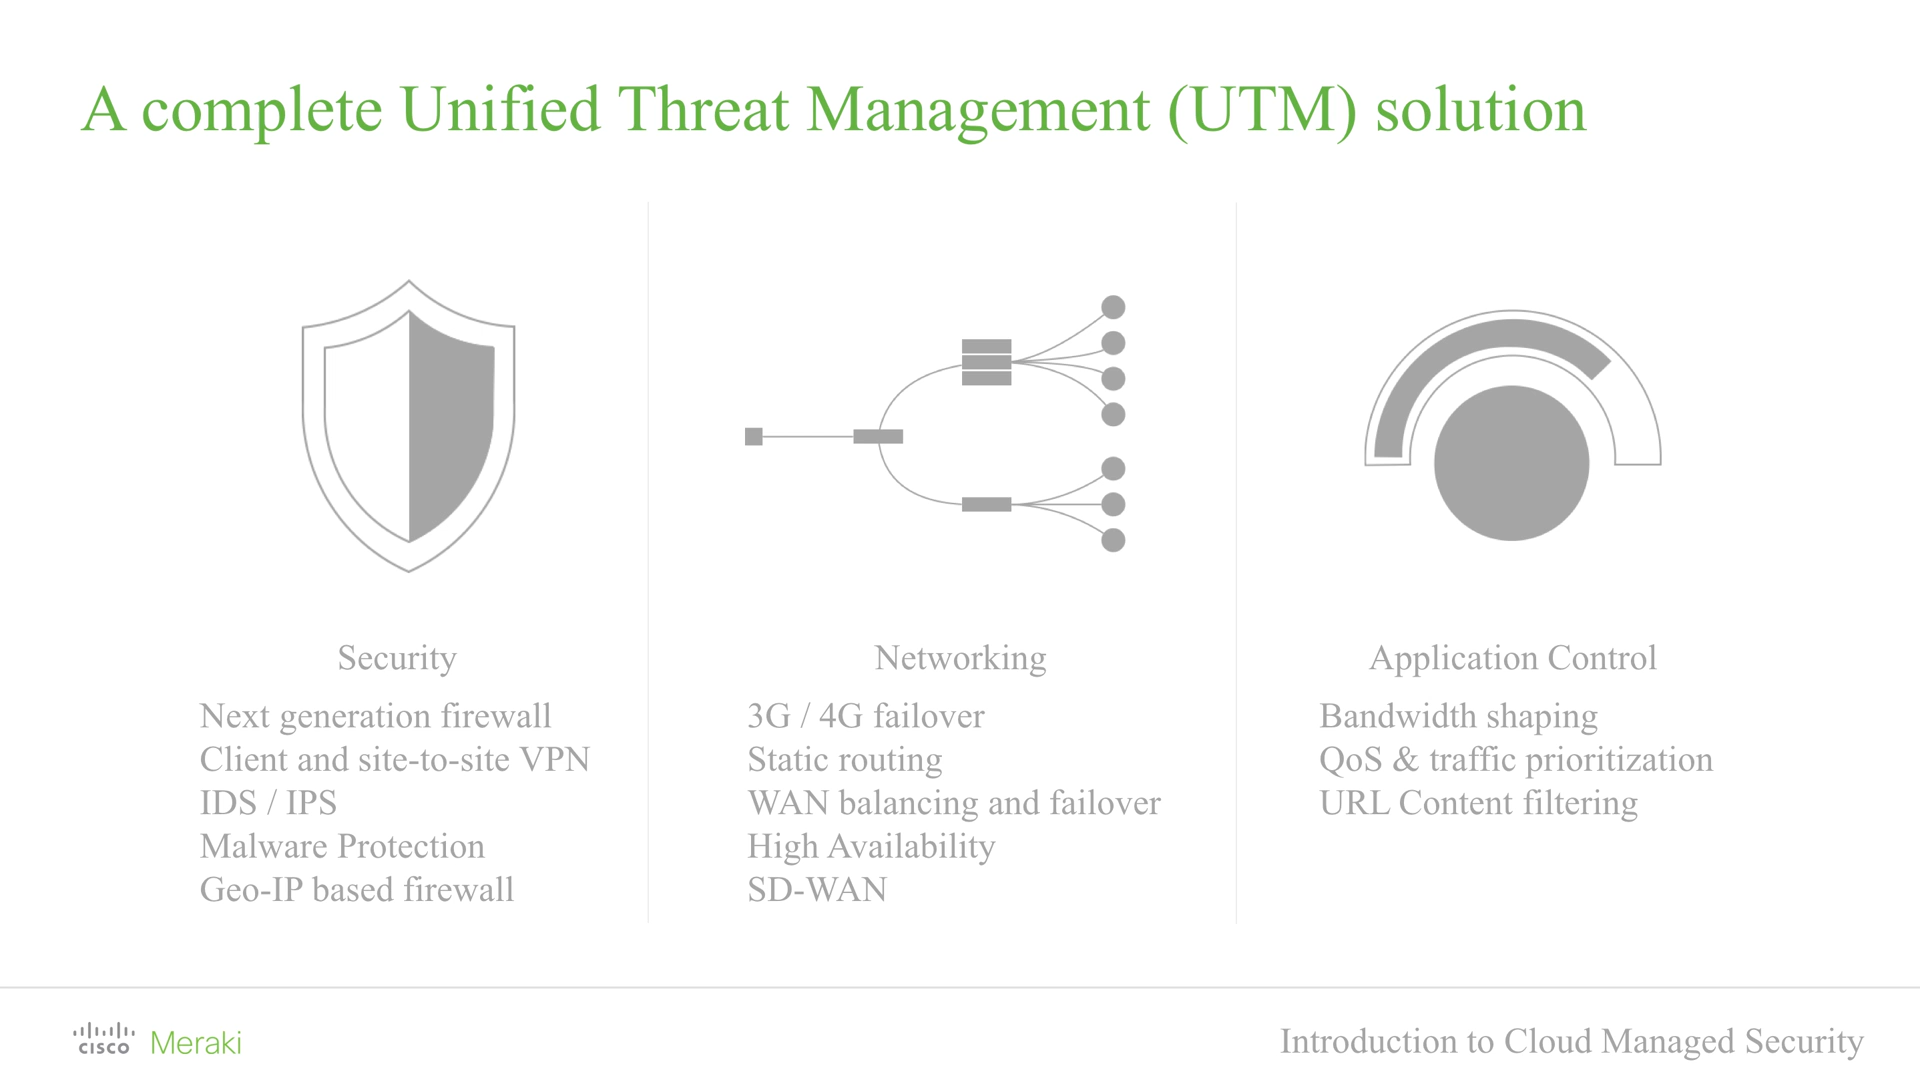 A complete Unified Threat Management (UTM) solution
Security
Next generation firewall
Client and site-to-site VPN
IDS / IPS
Malware Protection
Geo-IP based firewall
Networking
3G / 4G failover
Static routing
WAN balancing and failover
High Availability
SD-WAN
Application Control
Bandwidth shaping
QoS & traffic prioritization
URL Content filtering
CISCO Meraki
Introduction to Cloud Managed Security